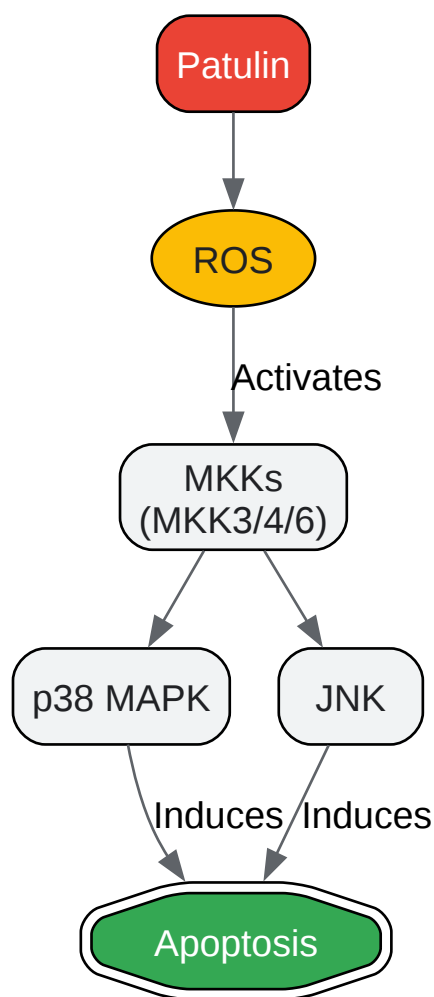 Patulin
ROS
Activates
MKKs
(MKK3/4/6)
p38 MAPK
JNK
Induces
Induces
Apoptosis